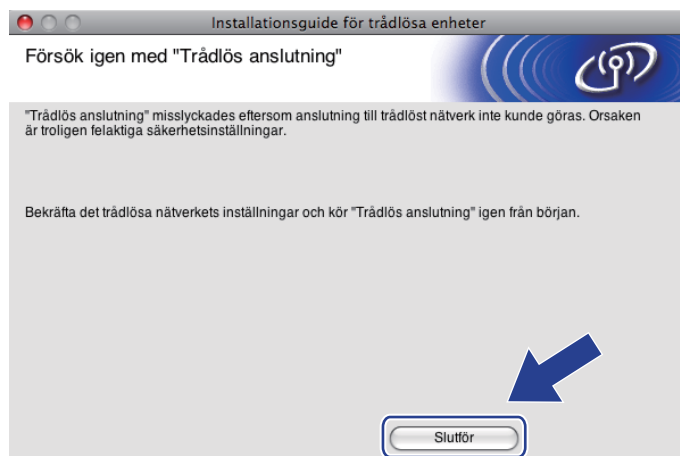 Installationsguide för trådlösa enheter
Försök igen med "Trådlös anslutning"
"Trådlös anslutning" misslyckades eftersom anslutning till trådlöst nätverk inte kunde göras. Orsaken
är troligen felaktiga säkerhetsinställningar.
Bekräfta det trådlösa nätverkets inställningar och kör "Trådlös anslutning" igen från början.
Slutför